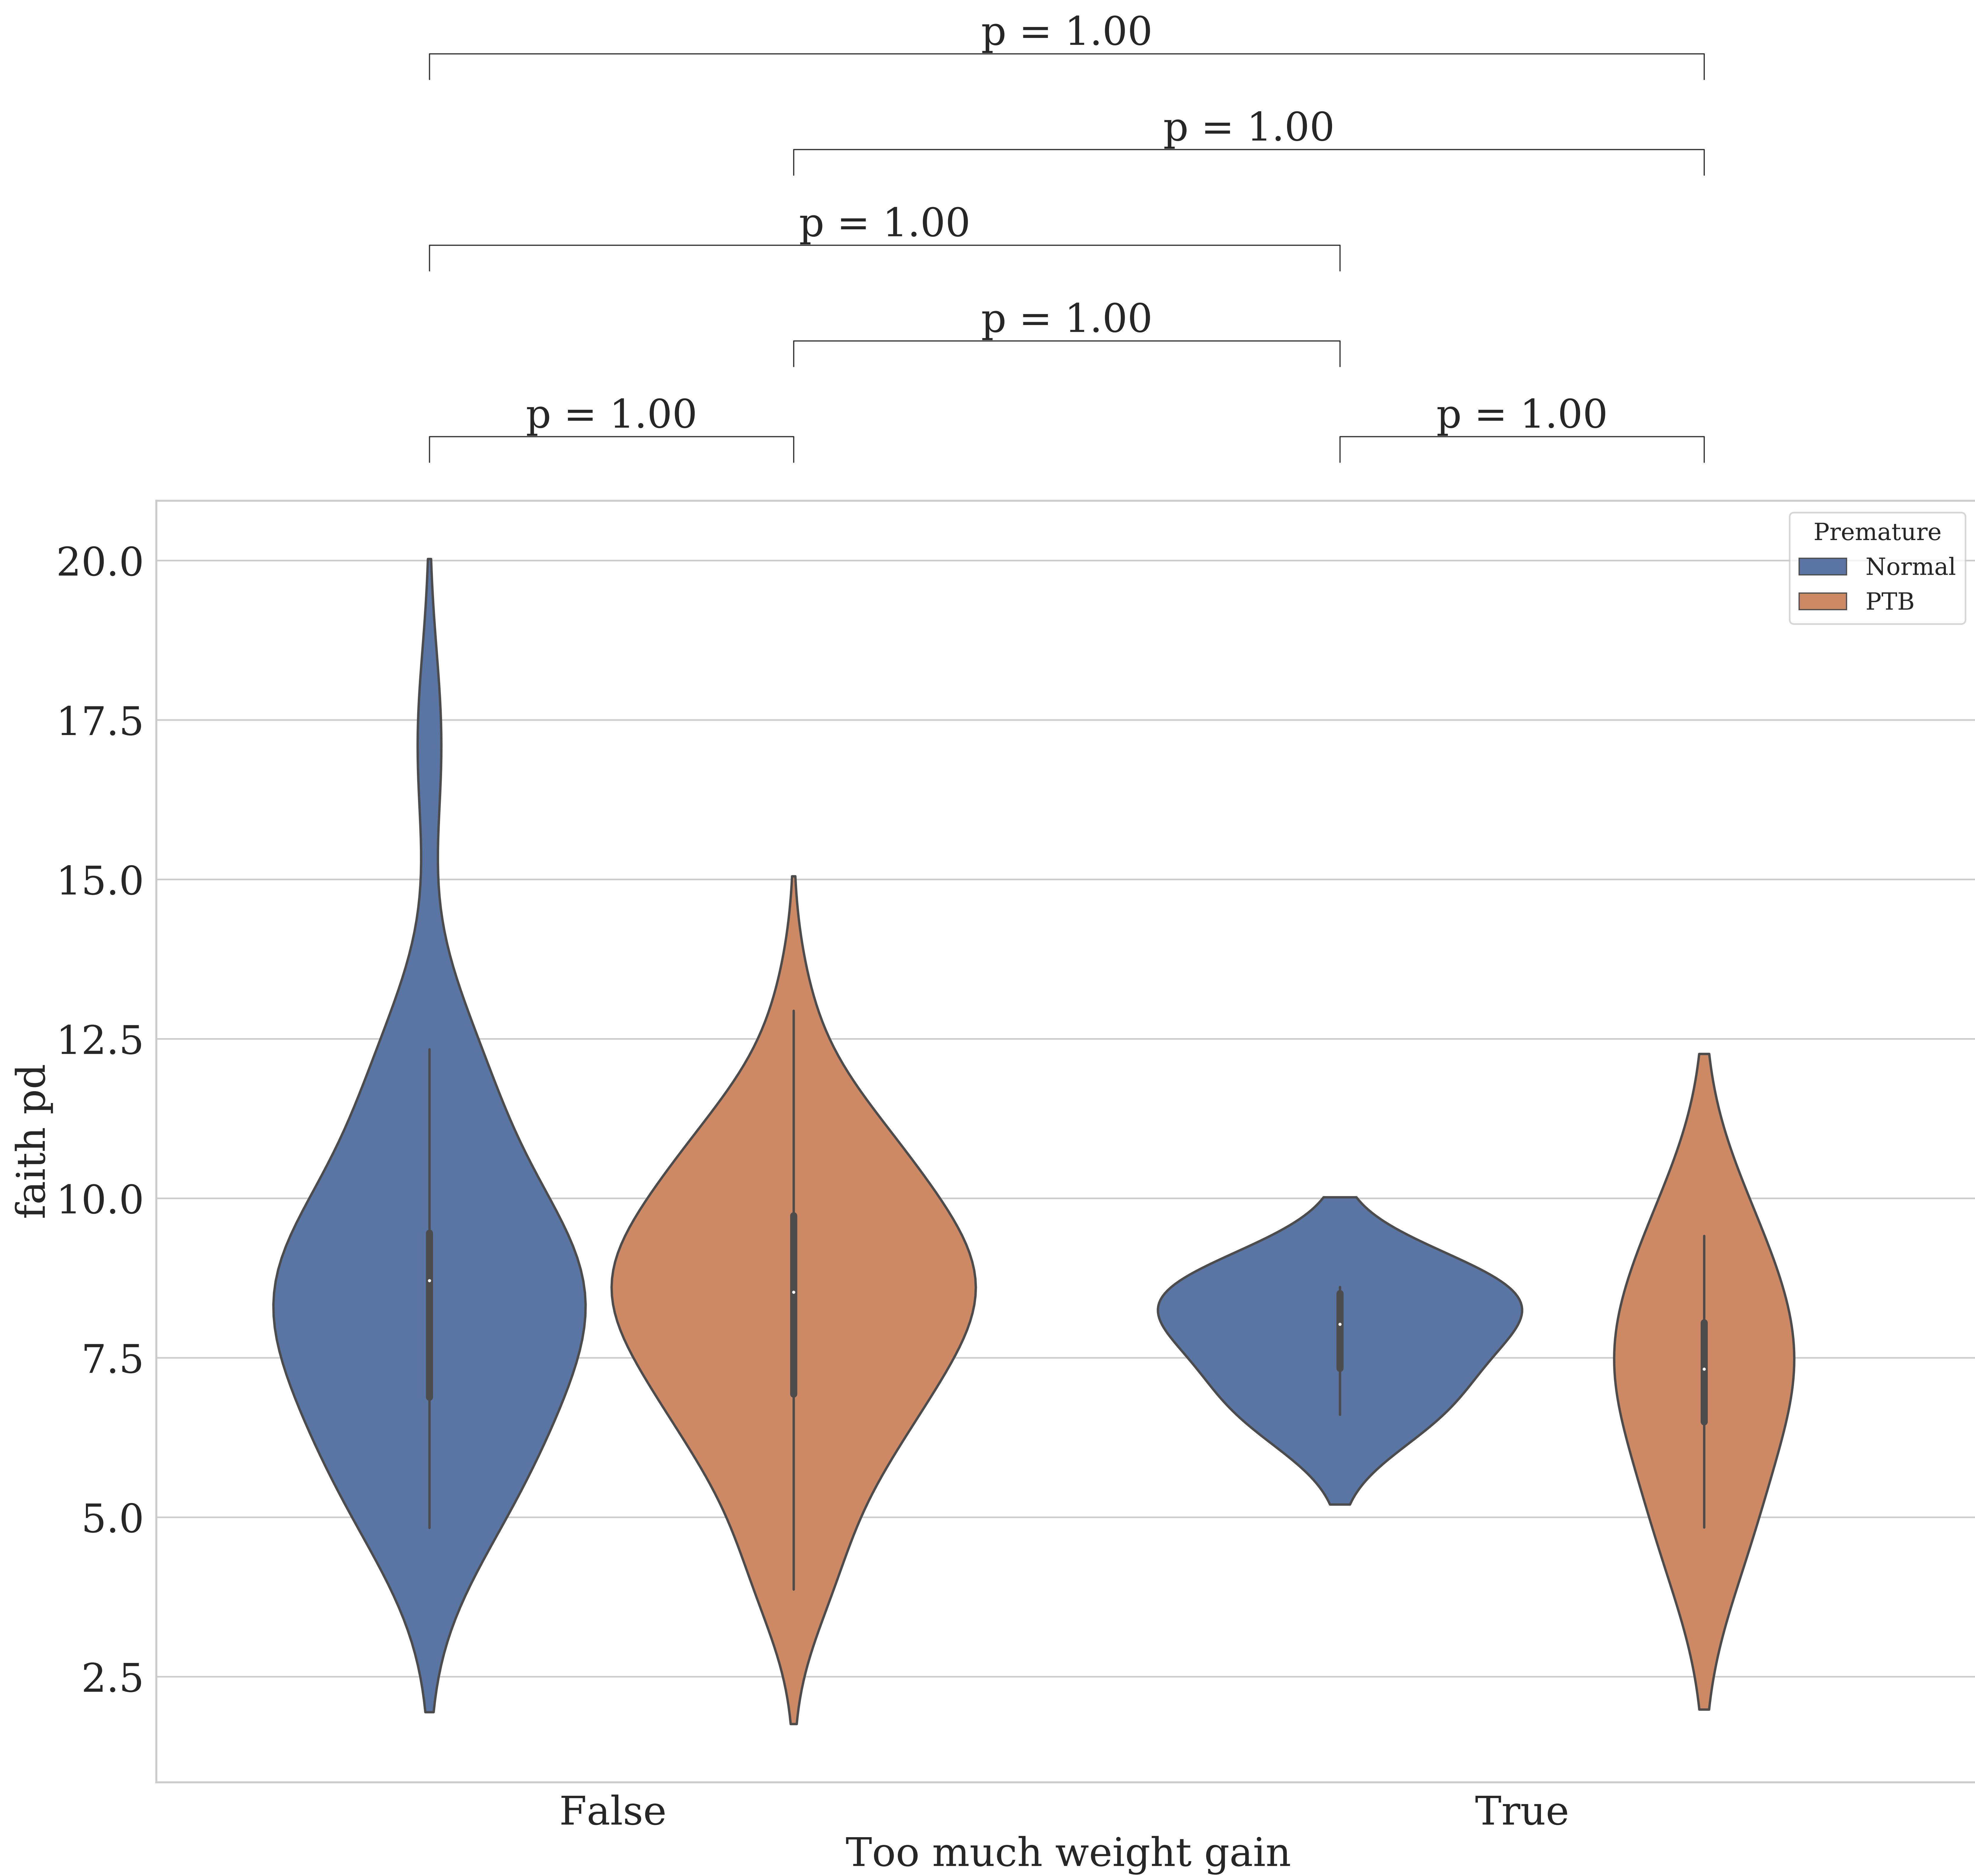 p = 1.00
p = 1.00
p = 1.00
p = 1.00
p = 1.00
p = 1.00
Premature
Normal
PTB
20.0
17.5
15.0
12.5
10.0
7.5
5.0
2.5
faith pd
False
True
Too much weight gain